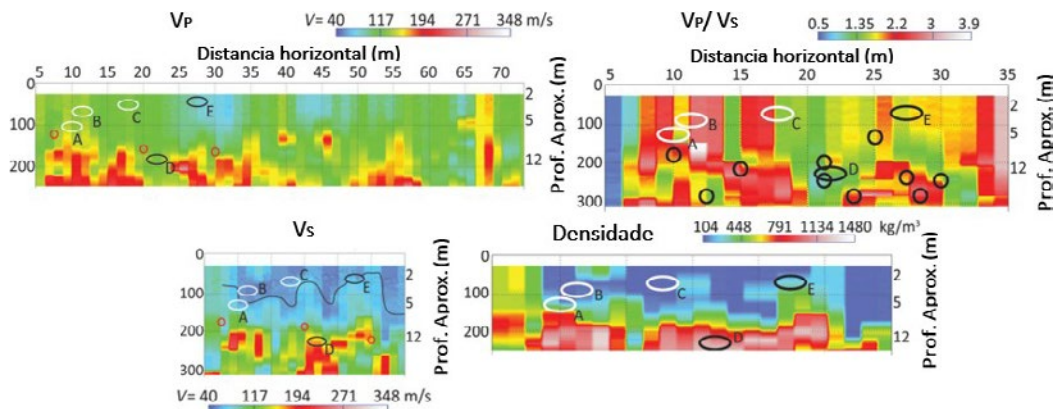 VP
V= 40 117 194 271 348 m/s
Distancia horizontal (m)
5 10 15 20 25 30 35 40 45 50 55 60 65 70
0
100
200
2
5
12
Prof. Aprox. (m)
A
B
C
D
E
VP/ VS
0.5 1.35 2.2 3 3.9
Distancia horizontal (m)
5 10 15 20 25 30 35
Prof. Aprox. (m)
0
100
200
300
2
5
12
Prof. Aprox. (m)
A
B
C
D
E
VS
0
100
200
300
2
5
12
Prof. Aprox. (m)
A
B
C
D
E
V= 40 117 194 271 348 m/s
Densidade
104 448 791 1134 1480 kg/m³
0
100
200
2
5
12
Prof. Aprox. (m)
A
B
C
D
E